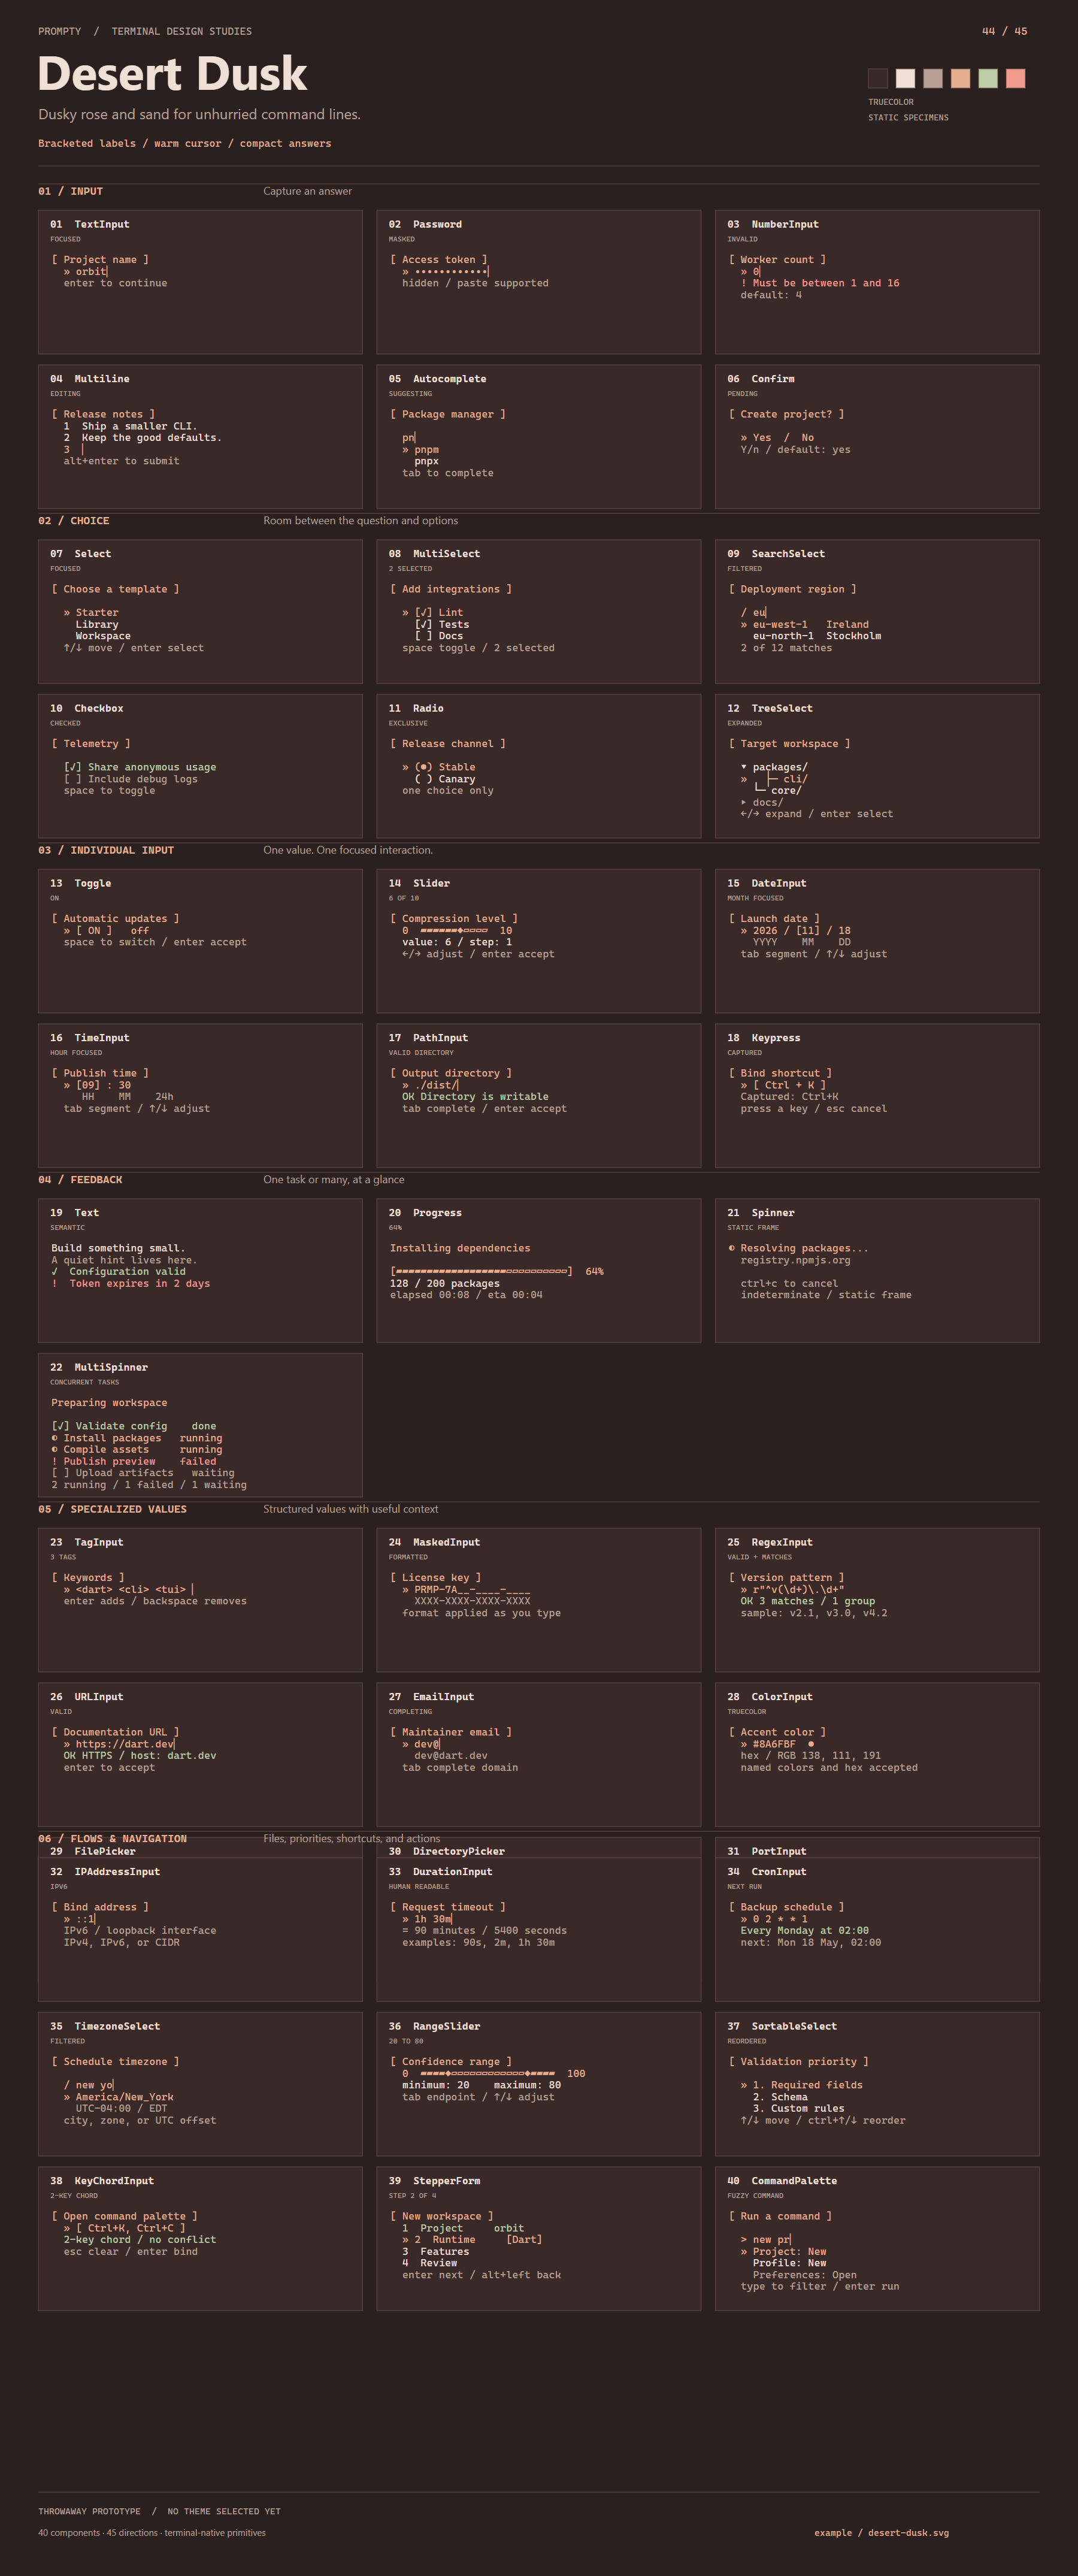 PROMPTY / TERMINAL DESIGN STUDIES
44 / 45
Desert Dusk
Dusky rose and sand for unhurried command lines.
TRUECOLOR
STATIC SPECIMENS
Bracketed labels / warm cursor / compact answers
01 / INPUT
Capture an answer
01 TextInput
FOCUSED
[ Project name ]
» orbit
enter to continue
02 Password
MASKED
[ Access token ]
» ••••••••••••
hidden / paste supported
03 NumberInput
INVALID
[ Worker count ]
» 0
! Must be between 1 and 16
default: 4
04 Multiline
EDITING
[ Release notes ]
1 Ship a smaller CLI.
2 Keep the good defaults.
3
alt+enter to submit
05 Autocomplete
SUGGESTING
[ Package manager ]
pn
» pnpm
pnpx
tab to complete
06 Confirm
PENDING
[ Create project? ]
» Yes / No
Y/n / default: yes
02 / CHOICE
Room between the question and options
07 Select
FOCUSED
[ Choose a template ]
» Starter
Library
Workspace
↑/↓ move / enter select
08 MultiSelect
2 SELECTED
[ Add integrations ]
» [✓] Lint
[✓] Tests
[ ] Docs
space toggle / 2 selected
09 SearchSelect
FILTERED
[ Deployment region ]
/ eu
» eu-west-1 Ireland
eu-north-1 Stockholm
2 of 12 matches
10 Checkbox
CHECKED
[ Telemetry ]
[✓] Share anonymous usage
[ ] Include debug logs
space to toggle
11 Radio
EXCLUSIVE
[ Release channel ]
» (●) Stable
( ) Canary
one choice only
12 TreeSelect
EXPANDED
[ Target workspace ]
▾ packages/
» ├─ cli/
└─ core/
▸ docs/
←/→ expand / enter select
03 / INDIVIDUAL INPUT
One value. One focused interaction.
13 Toggle
ON
[ Automatic updates ]
» [ ON ] off
space to switch / enter accept
14 Slider
6 OF 10
[ Compression level ]
0 ▰▰▰▰▰▰◆▱▱▱▱ 10
value: 6 / step: 1
←/→ adjust / enter accept
15 DateInput
MONTH FOCUSED
[ Launch date ]
» 2026 / [11] / 18
YYYY MM DD
tab segment / ↑/↓ adjust
16 TimeInput
HOUR FOCUSED
[ Publish time ]
» [09] : 30
HH MM 24h
tab segment / ↑/↓ adjust
17 PathInput
VALID DIRECTORY
[ Output directory ]
» ./dist/
OK Directory is writable
tab complete / enter accept
18 Keypress
CAPTURED
[ Bind shortcut ]
» [ Ctrl + K ]
Captured: Ctrl+K
press a key / esc cancel
04 / FEEDBACK
One task or many, at a glance
19 Text
SEMANTIC
Build something small.
A quiet hint lives here.
✓ Configuration valid
! Token expires in 2 days
20 Progress
64%
Installing dependencies
[▰▰▰▰▰▰▰▰▰▰▰▰▰▰▰▰▰▰▱▱▱▱▱▱▱▱▱▱] 64%
128 / 200 packages
elapsed 00:08 / eta 00:04
21 Spinner
STATIC FRAME
◐ Resolving packages...
registry.npmjs.org
ctrl+c to cancel
indeterminate / static frame
22 MultiSpinner
CONCURRENT TASKS
Preparing workspace
[✓] Validate config done
◐ Install packages running
◐ Compile assets running
! Publish preview failed
[ ] Upload artifacts waiting
2 running / 1 failed / 1 waiting
05 / SPECIALIZED VALUES
Structured values with useful context
23 TagInput
3 TAGS
[ Keywords ]
» <dart> <cli> <tui>
enter adds / backspace removes
24 MaskedInput
FORMATTED
[ License key ]
» PRMP-7A__-____-____
XXXX-XXXX-XXXX-XXXX
format applied as you type
25 RegexInput
VALID + MATCHES
[ Version pattern ]
» r"^v(\d+)\.\d+"
OK 3 matches / 1 group
sample: v2.1, v3.0, v4.2
26 URLInput
VALID
[ Documentation URL ]
» https://dart.dev
OK HTTPS / host: dart.dev
enter to accept
27 EmailInput
COMPLETING
[ Maintainer email ]
» dev@
dev@dart.dev
tab complete domain
28 ColorInput
TRUECOLOR
[ Accent color ]
» #8A6FBF ●
hex / RGB 138, 111, 191
named colors and hex accepted
06 / FLOWS & NAVIGATION
Files, priorities, shortcuts, and actions
29 FilePicker
30 DirectoryPicker
31 PortInput
32 IPAddressInput
IPV6
[ Bind address ]
» ::1
IPv6 / loopback interface
IPv4, IPv6, or CIDR
33 DurationInput
HUMAN READABLE
[ Request timeout ]
» 1h 30m
= 90 minutes / 5400 seconds
examples: 90s, 2m, 1h 30m
34 CronInput
NEXT RUN
[ Backup schedule ]
» 0 2 * * 1
Every Monday at 02:00
next: Mon 18 May, 02:00
35 TimezoneSelect
FILTERED
[ Schedule timezone ]
/ new yo
» America/New_York
UTC-04:00 / EDT
city, zone, or UTC offset
36 RangeSlider
20 TO 80
[ Confidence range ]
0 ▰▰▰▰◆▱▱▱▱▱▱▱▱▱▱▱▱◆▰▰▰▰ 100
minimum: 20 maximum: 80
tab endpoint / ↑/↓ adjust
37 SortableSelect
REORDERED
[ Validation priority ]
» 1. Required fields
2. Schema
3. Custom rules
↑/↓ move / ctrl+↑/↓ reorder
38 KeyChordInput
2-KEY CHORD
[ Open command palette ]
» [ Ctrl+K, Ctrl+C ]
2-key chord / no conflict
esc clear / enter bind
39 StepperForm
STEP 2 OF 4
[ New workspace ]
1 Project orbit
» 2 Runtime [Dart]
3 Features
4 Review
enter next / alt+left back
40 CommandPalette
FUZZY COMMAND
[ Run a command ]
> new pr
» Project: New
Profile: New
Preferences: Open
type to filter / enter run
THROWAWAY PROTOTYPE / NO THEME SELECTED YET
40 components · 45 directions · terminal-native primitives
example / desert-dusk.svg